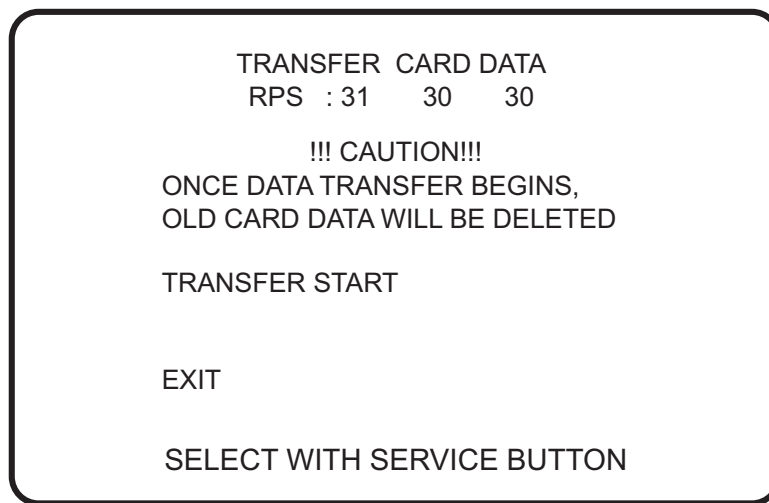 TRANSFER CARD DATA
RPS : 31 30 30
!!! CAUTION!!!
ONCE DATA TRANSFER BEGINS,
OLD CARD DATA WILL BE DELETED
TRANSFER START
EXIT
SELECT WITH SERVICE BUTTON